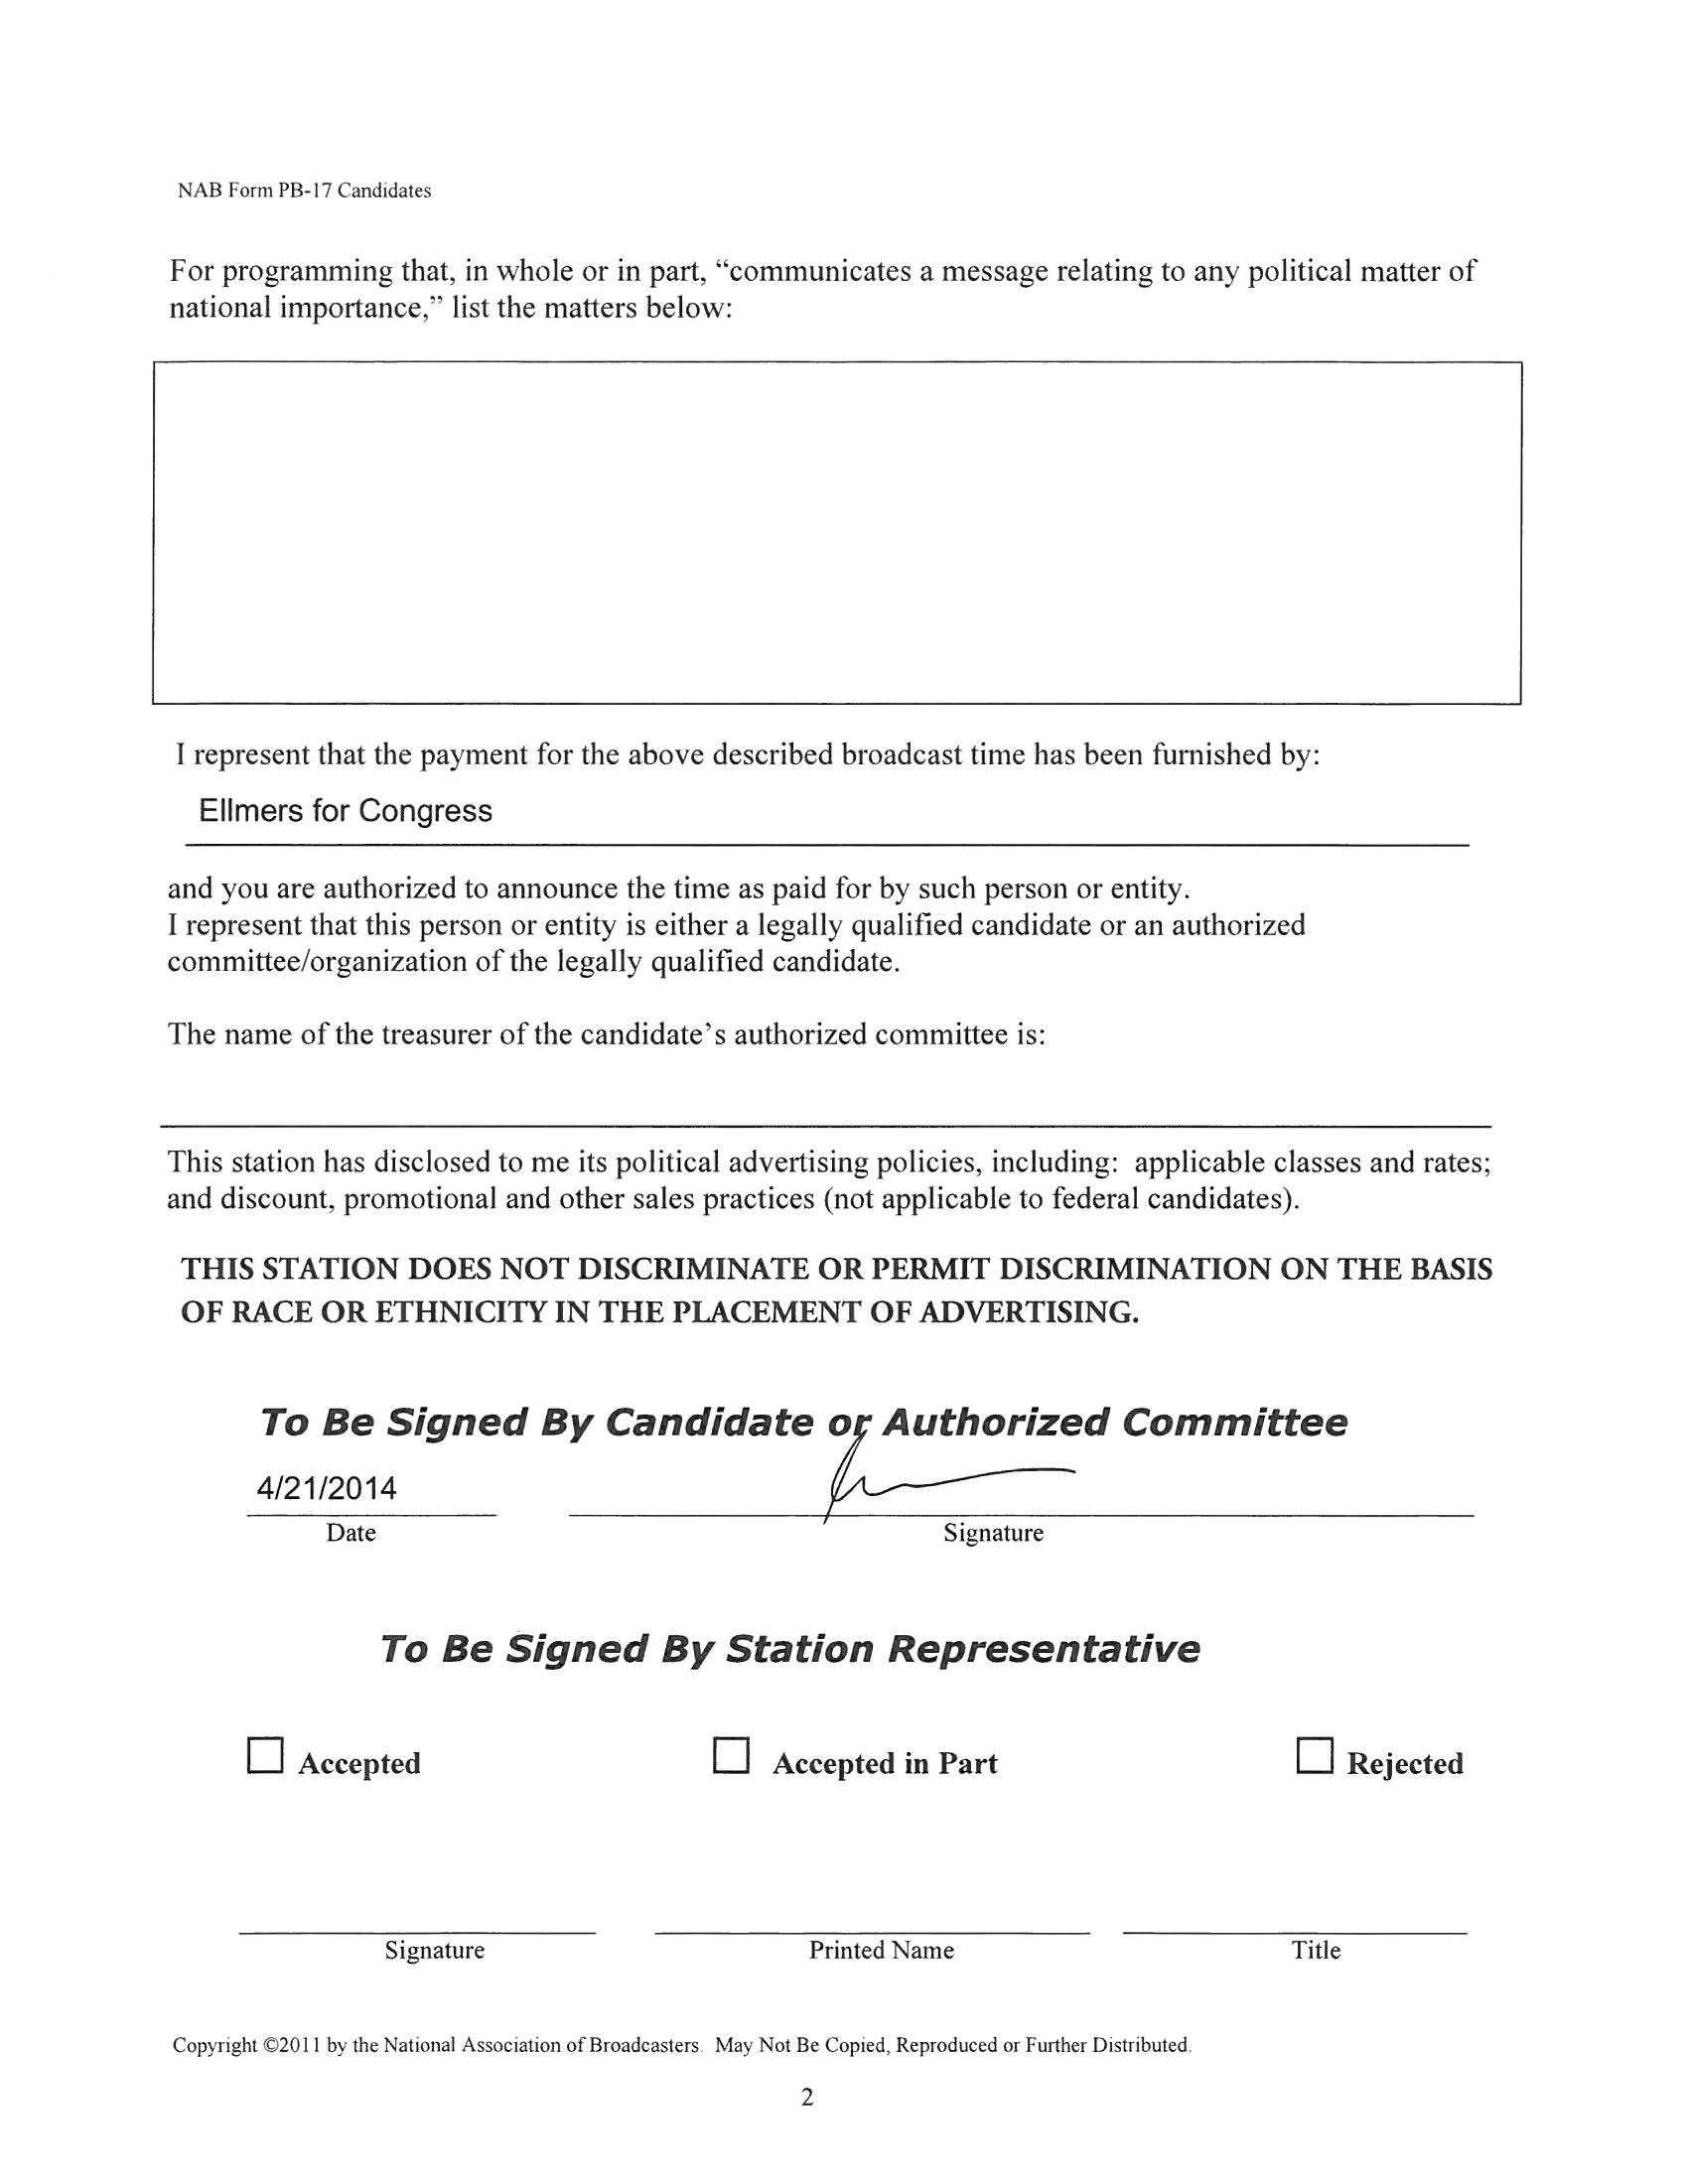 NAB Form PB-17 Candidates
For programming that, in whole or in part, “communicates a message relating to any political matter of
national importance,” list the matters below:
I represent that the payment for the above described broadcast time has been furnished by:
Ellmers for Congress
and you are authorized to announce the time as paid for by such person or entity.
I represent that this person or entity is either a legally qualified candidate or an authorized
committee/organization of the legally qualified candidate.
The name of the treasurer of the candidate’s authorized committee is:
This station has disclosed to me its political advertising policies, including:  applicable classes and rates;
and discount, promotional and other sales practices (not applicable to federal candidates).
THIS STATION DOES NOT DISCRIMINATE OR PERMIT DISCRIMINATION ON THE BASIS
OF RACE OR ETHNICITY IN THE PLACEMENT OF ADVERTISING.
To Be Signed By Candidate or Authorized Committee
4/21/2014
Date Signature
To Be Signed By Station Representative
Accepted Accepted in Part Rejected
Signature Printed Name Title
Copyright ©2011 by the National Association of Broadcasters.  May Not Be Copied, Reproduced or Further Distributed.
2